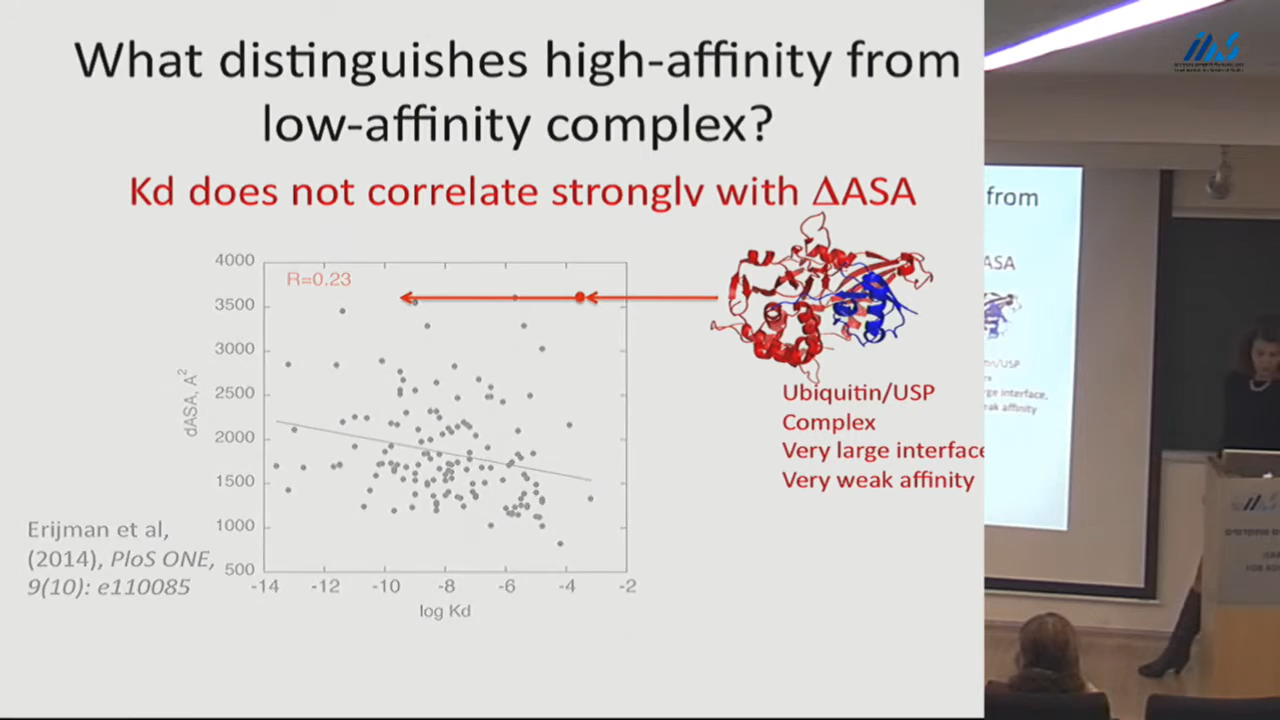 What distinguishes high-affinity from
low-affinity complex?
Kd does not correlate strongly with ΔASA
R=0.23
4000
3500
3000
2500
2000
1500
1000
500
dASA, A²
-14 -12 -10 -8 -6 -4 -2
log Kd
Ubiquitin/USP
Complex
Very large interface
Very weak affinity
Erijman et al,
(2014), PloS ONE,
9(10): e110085
from
ASA